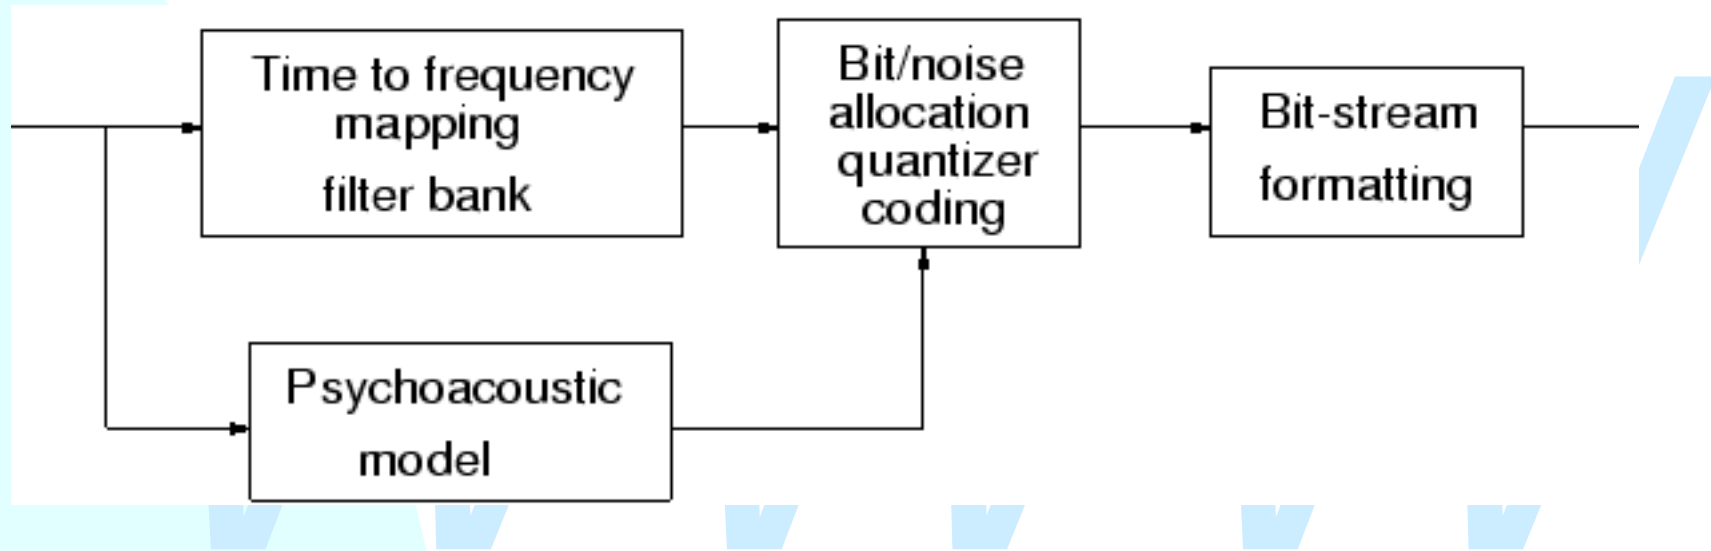 Time to frequency
mapping
filter bank
Bit/noise
allocation
quantizer
coding
Bit-stream
formatting
Psychoacoustic
model